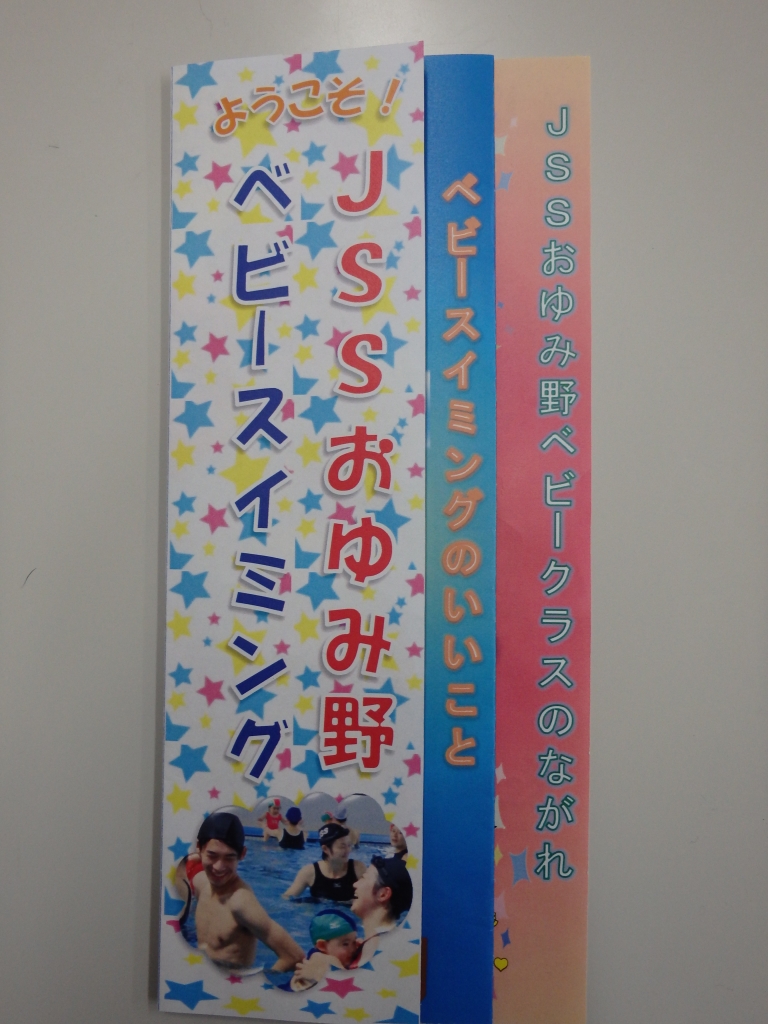 ようこそ!
JSSおゆみ野
ベビースイミング
ベビースイミングのいいこと
JSSおゆみ野ベビークラスのながれ